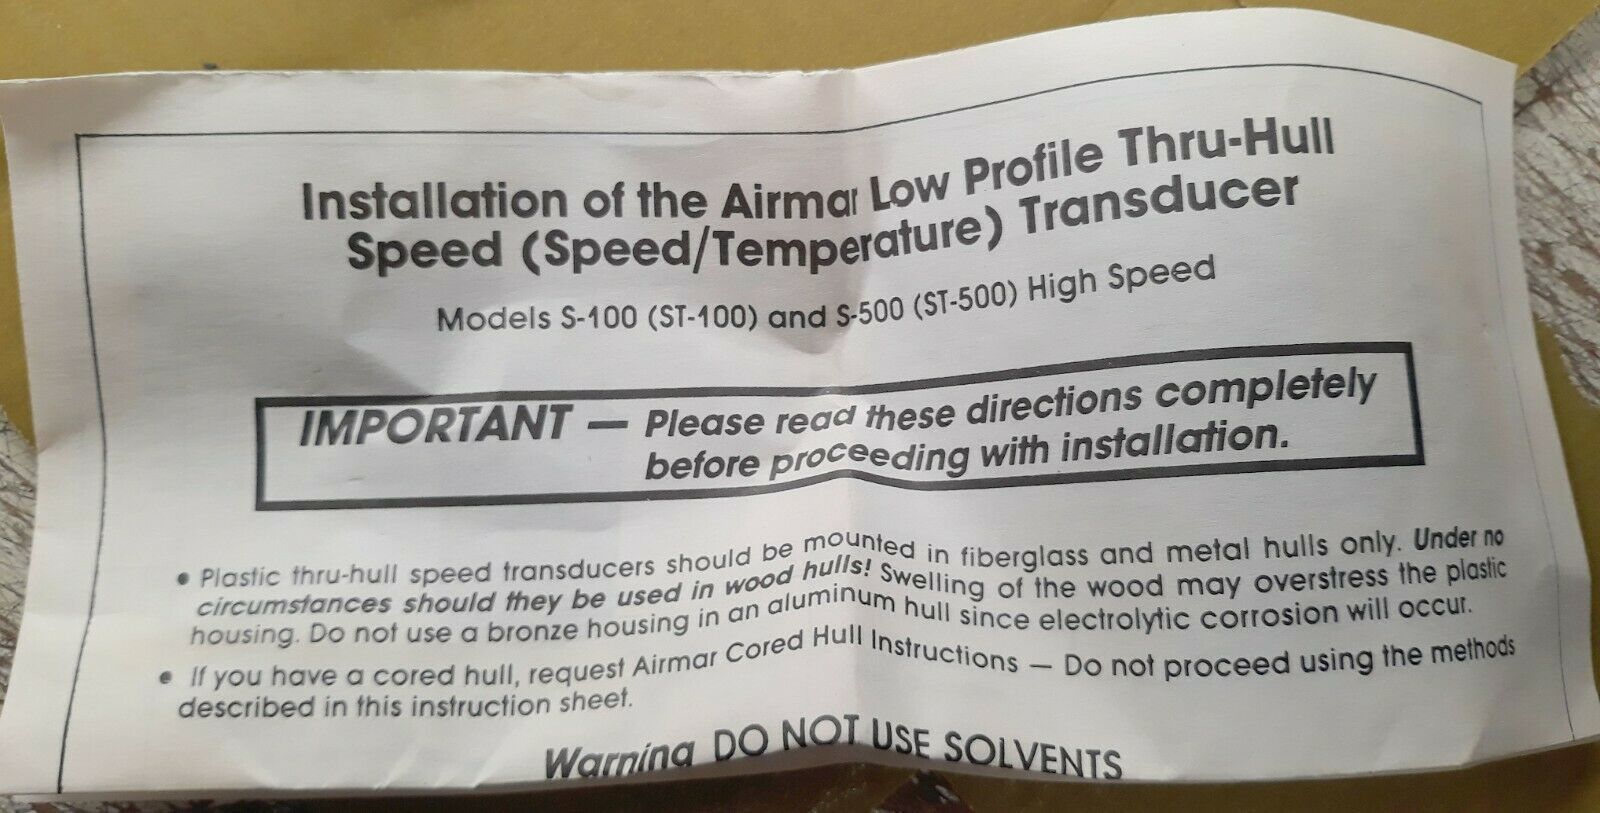 Installation of the Airmar Low Profile Thru-Hull
Speed (Speed/Temperature) Transducer
Models S-100 (ST-100) and S-500 (ST-500) High Speed
IMPORTANT — Please read these directions completely
before proceeding with installation.
• Plastic thru-hull speed transducers should be mounted in fiberglass and metal hulls only. Under no
circumstances should they be used in wood hulls! Swelling of the wood may overstress the plastic
housing. Do not use a bronze housing in an aluminum hull since electrolytic corrosion will occur.
• If you have a cored hull, request Airmar Cored Hull Instructions — Do not proceed using the methods
described in this instruction sheet.
Warning DO NOT USE SOLVENTS